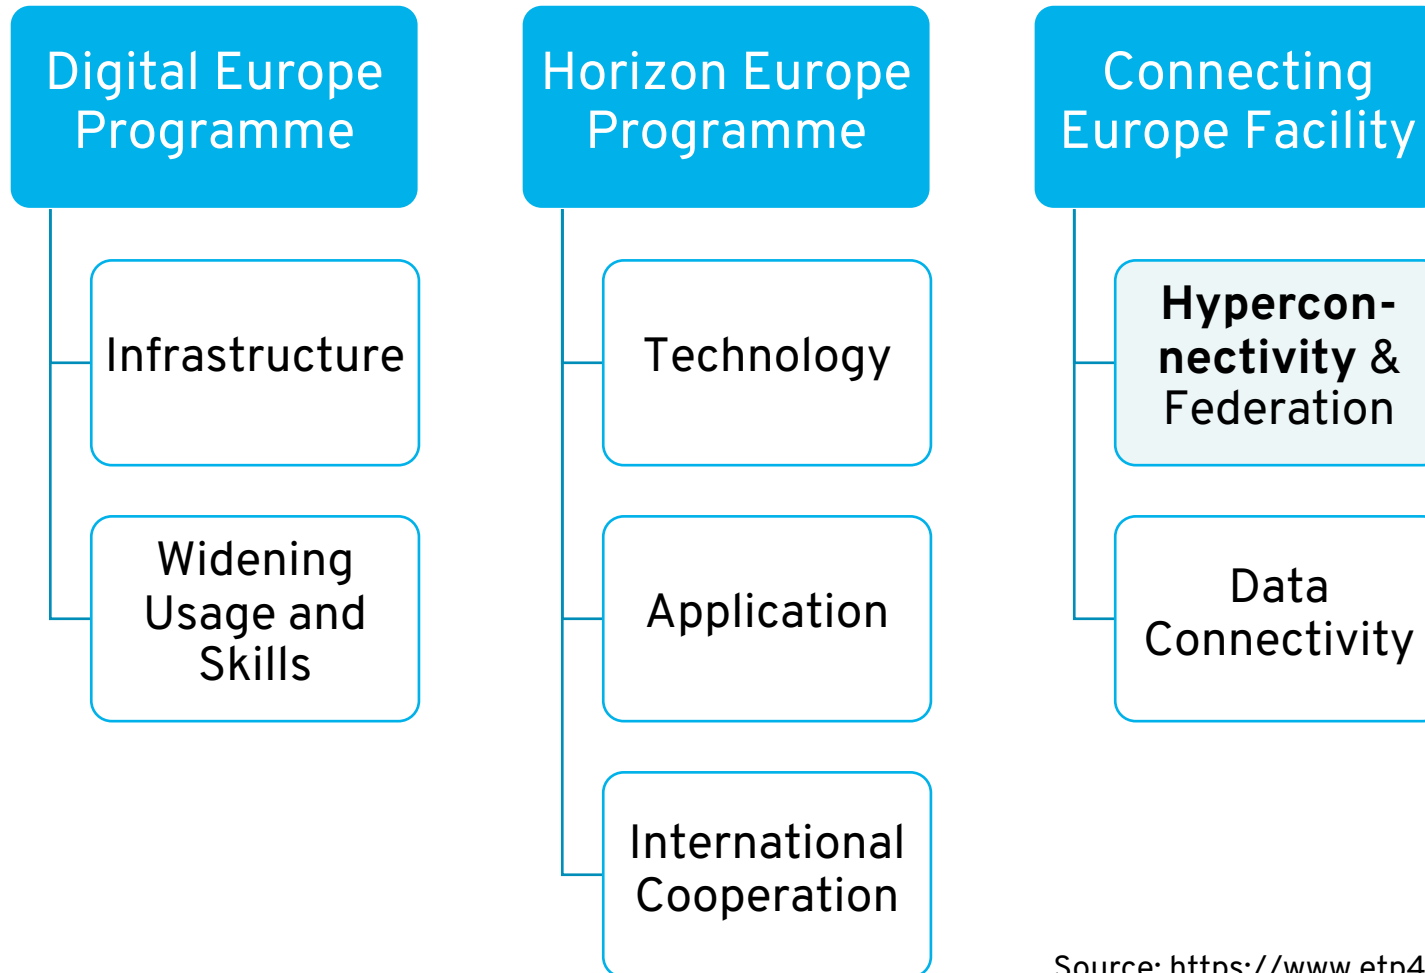 Digital Europe
Programme
Infrastructure
Widening
Usage and
Skills
Horizon Europe
Programme
Technology
Application
International
Cooperation
Connecting
Europe Facility
Hypercon-
nectivity &
Federation
Data
Connectivity
Source: https://www.etp4